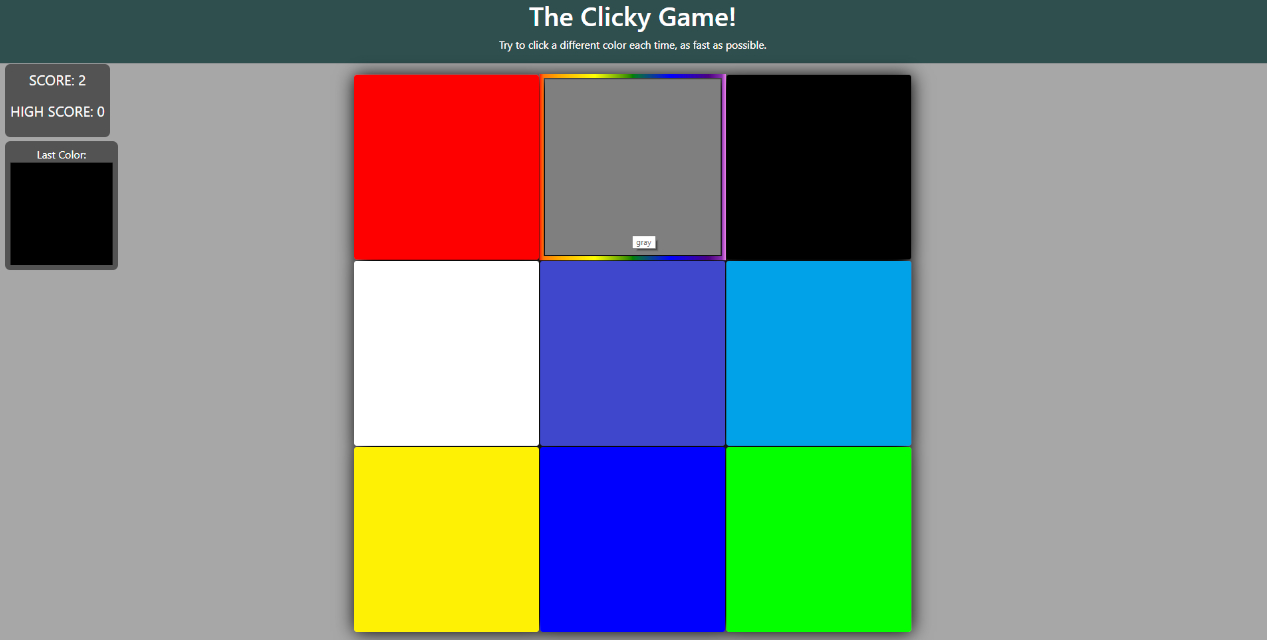 The Clicky Game!
Try to click a different color each time, as fast as possible.
SCORE: 2
HIGH SCORE: 0
Last Color:
gray